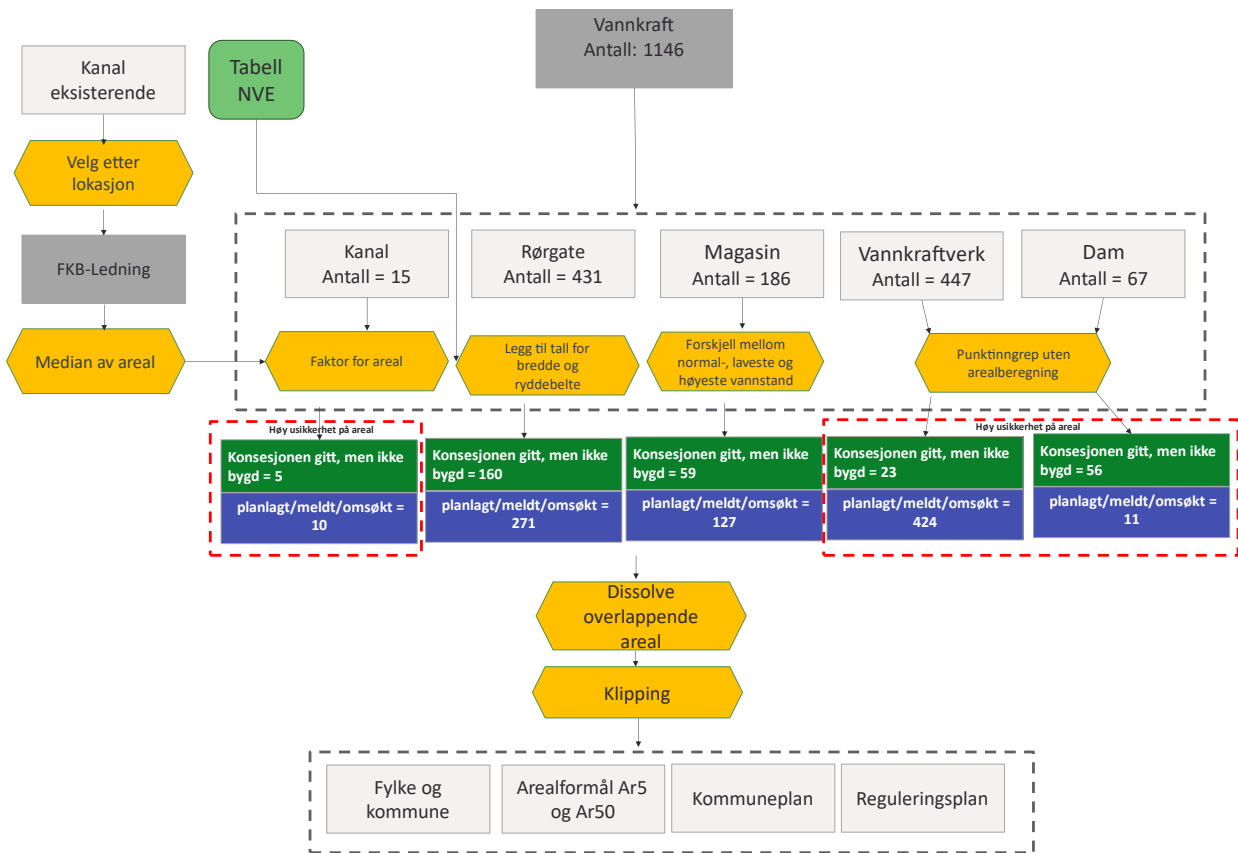 Vannkraft
Antall: 1146
Kanal
eksisterende
Tabell
NVE
Velg etter
lokasjon
FKB-Ledning
Median av areal
Kanal
Antall = 15
Rørgate
Antall = 431
Magasin
Antall = 186
Vannkraftverk
Antall = 447
Dam
Antall = 67
Faktor for areal
Legg til tall for
bredde og
ryddebelte
Forskjell mellom
normal-, laveste og
høyeste vannstand
Punktinngrep uten
arealberegning
Høy usikkerhet på areal
Høy usikkerhet på areal
Konsesjonen gitt, men ikke
bygd = 5
planlagt/meldt/omsøkt =
10
Konsesjonen gitt, men ikke
bygd = 160
planlagt/meldt/omsøkt =
271
Konsesjonen gitt, men ikke
bygd = 59
planlagt/meldt/omsøkt =
127
Konsesjonen gitt, men ikke
bygd = 23
planlagt/meldt/omsøkt =
424
Konsesjonen gitt, men ikke
bygd = 56
planlagt/meldt/omsøkt =
11
Dissolve
overlappende
areal
Klipping
Fylke og
kommune
Arealformål Ar5
og Ar50
Kommuneplan
Reguleringsplan